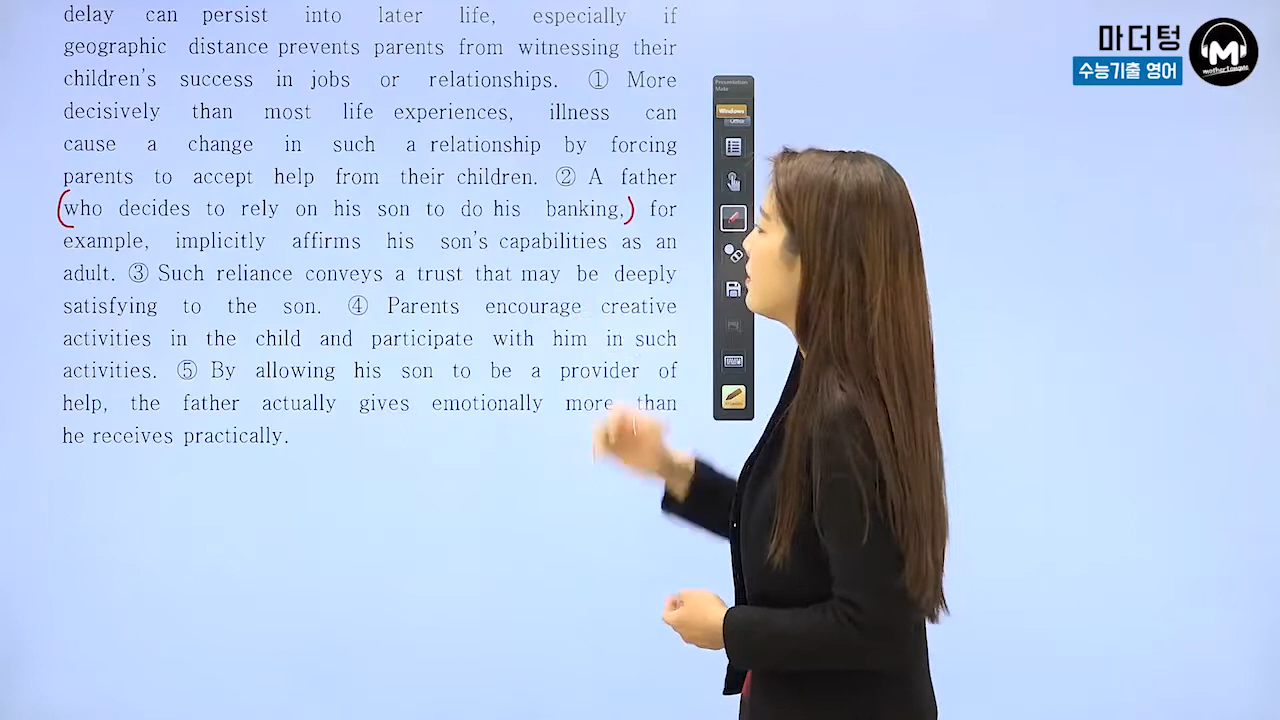 delay can persist into later life, especially if
geographic distance prevents parents from witnessing their
children's success in jobs or relationships. ① More
decisively than most life experiences, illness can
cause a change in such a relationship by forcing
parents to accept help from their children. ② A father
who decides to rely on his son to do his banking, for
example, implicitly affirms his son's capabilities as an
adult. ③ Such reliance conveys a trust that may be deeply
satisfying to the son. ④ Parents encourage creative
activities in the child and participate with him in such
activities. ⑤ By allowing his son to be a provider of
help, the father actually gives emotionally more than
he receives practically.
마더텅
수능기출 영어
M
mother tongue
Presentation
Mate
Windows
Office